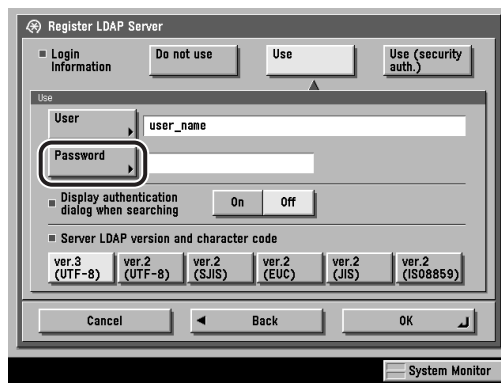 Register LDAP Server
Login
Information
Do not use
Use
Use (security
auth.)
Use
User
user_name
Password
Display authentication
dialog when searching
On
Off
Server LDAP version and character code
ver.3
(UTF-8)
ver.2
(UTF-8)
ver.2
(SJIS)
ver.2
(EUC)
ver.2
(JIS)
ver.2
(ISO8859)
Cancel
Back
OK
System Monitor